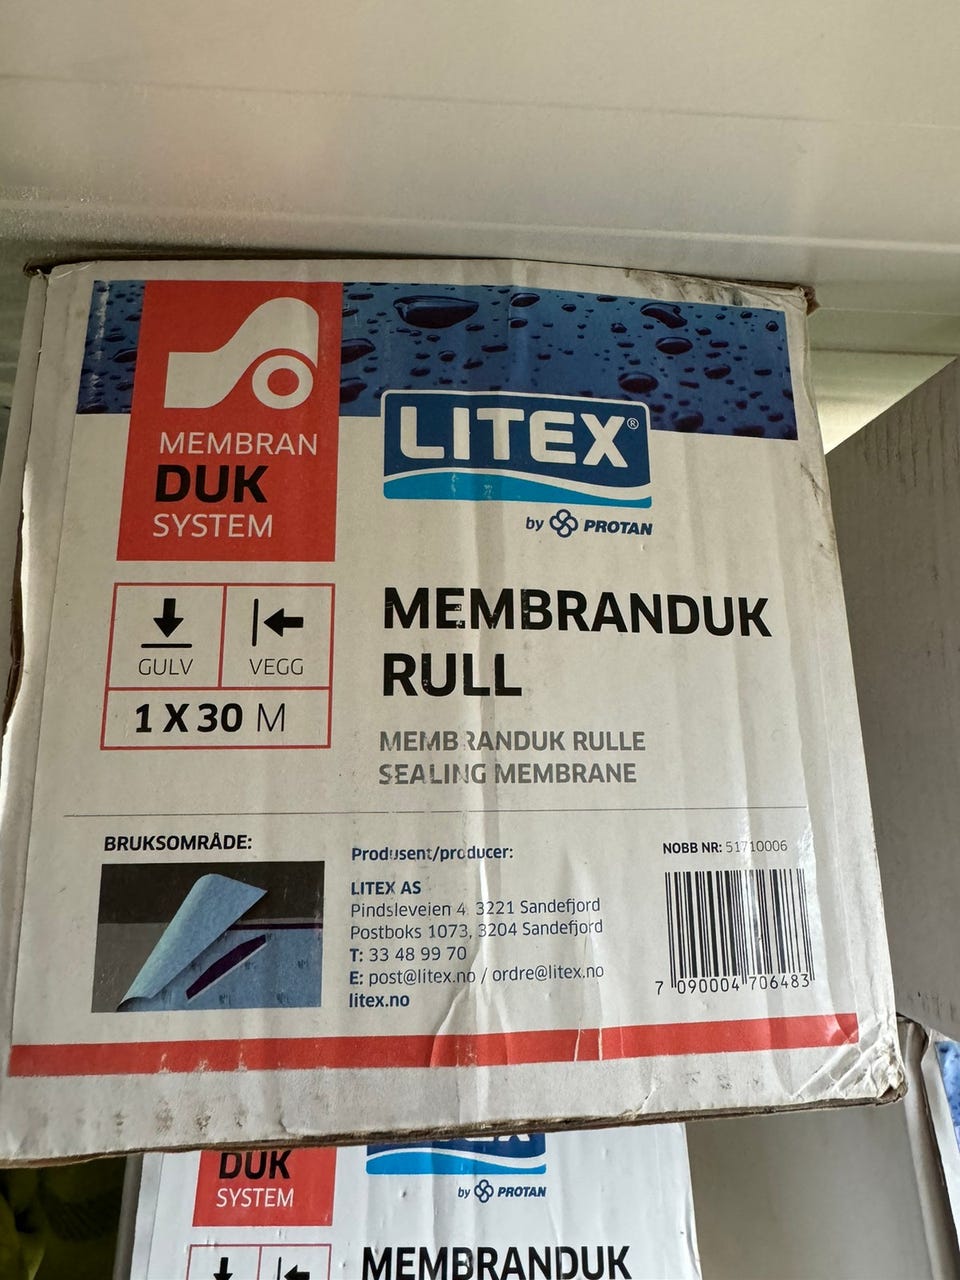 MEMBRAN
DUK
SYSTEM
LITEX®
by PROTAN
GULV
VEGG
1 X 30 M
MEMBRANDUK
RULL
MEMBRANDUK RULLE
SEALING MEMBRANE
BRUKSOMRÅDE:
Produsent/producer:
LITEX AS
Pindsleveien 4 3221 Sandefjord
Postboks 1073, 3204 Sandefjord
T: 33 48 99 70
E: post@litex.no / ordre@litex.no
litex.no
NOBB NR: 51710006
7 090004 706483
DUK
SYSTEM
LITEX
by PROTAN
MEMBRANDUK